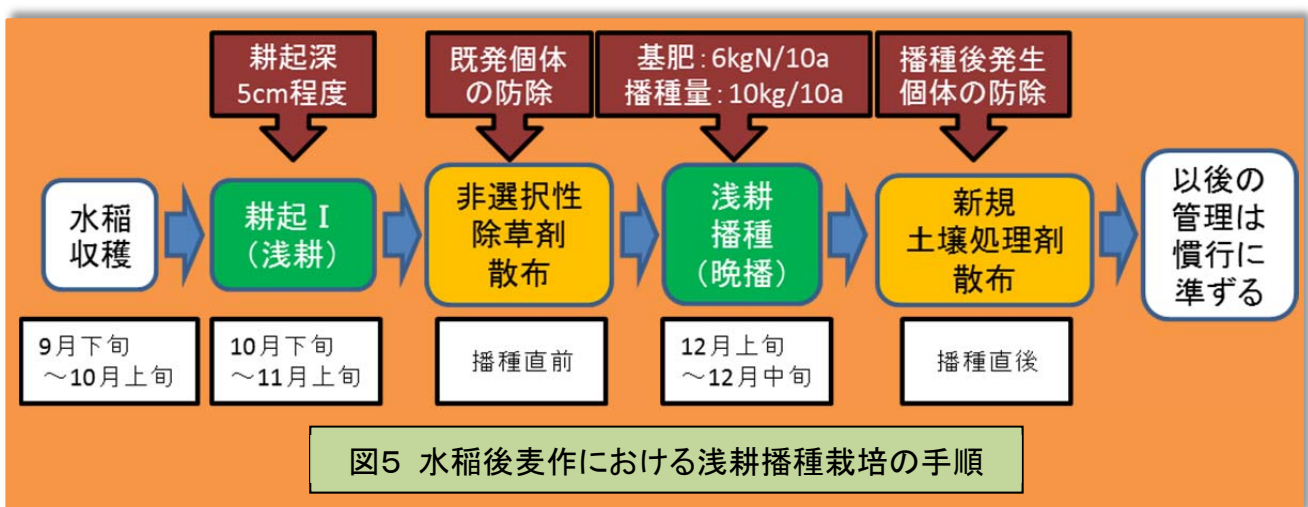 耕起深
5cm程度
既発個体
の防除
基肥：6kgN/10a
播種量：10kg/10a
播種後発生
個体の防除
水稲
収穫
耕起Ⅰ
（浅耕）
非選択性
除草剤
散布
浅耕
播種
（晩播）
新規
土壌処理剤
散布
以後の
管理は
慣行に
準ずる
9月下旬
～10月上旬
10月下旬
～11月上旬
播種直前
12月上旬
～12月中旬
播種直後
図5 水稲後麦作における浅耕播種栽培の手順